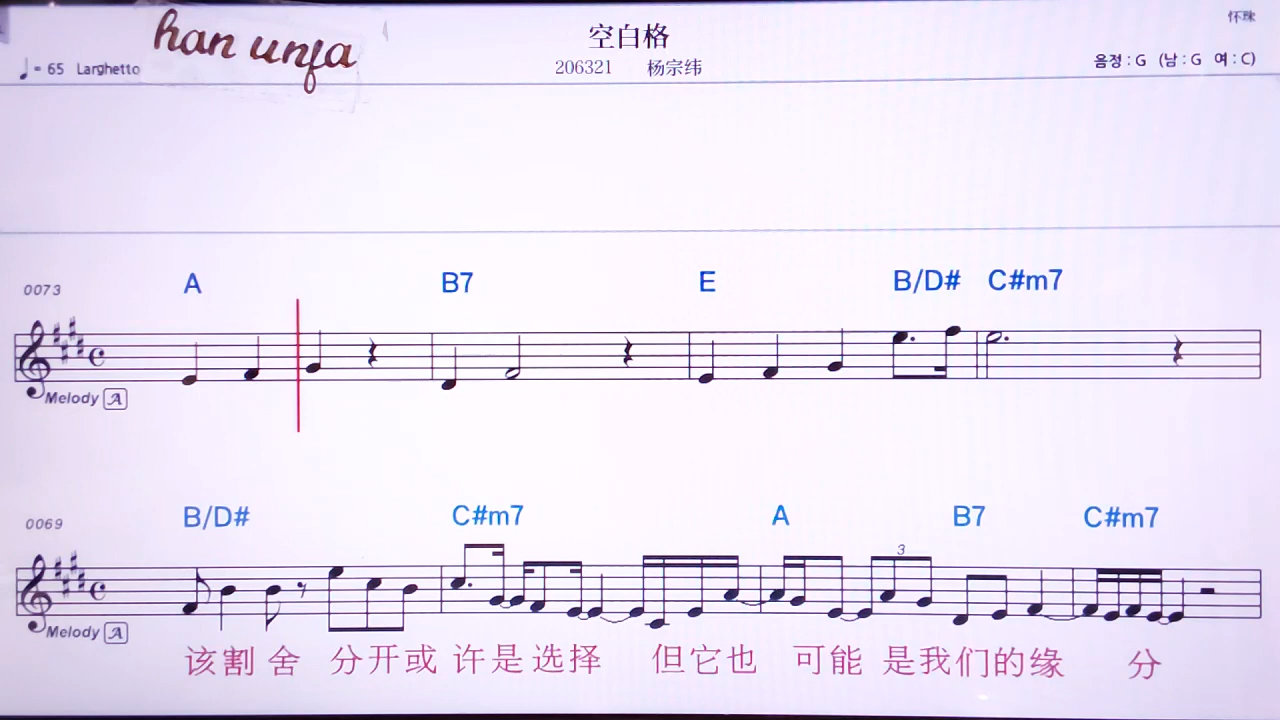 han unfa
空白格
怀珠
♩= 65 Larghetto
206321 杨宗纬
음정 : G (남 : G 여 : C)
A B7 E B/D# C#m7
0073
Melody A
B/D# C#m7 A B7 C#m7
0069
3
Melody A
该割舍 分开或 许是选择 但它也 可能 是我们的缘 分